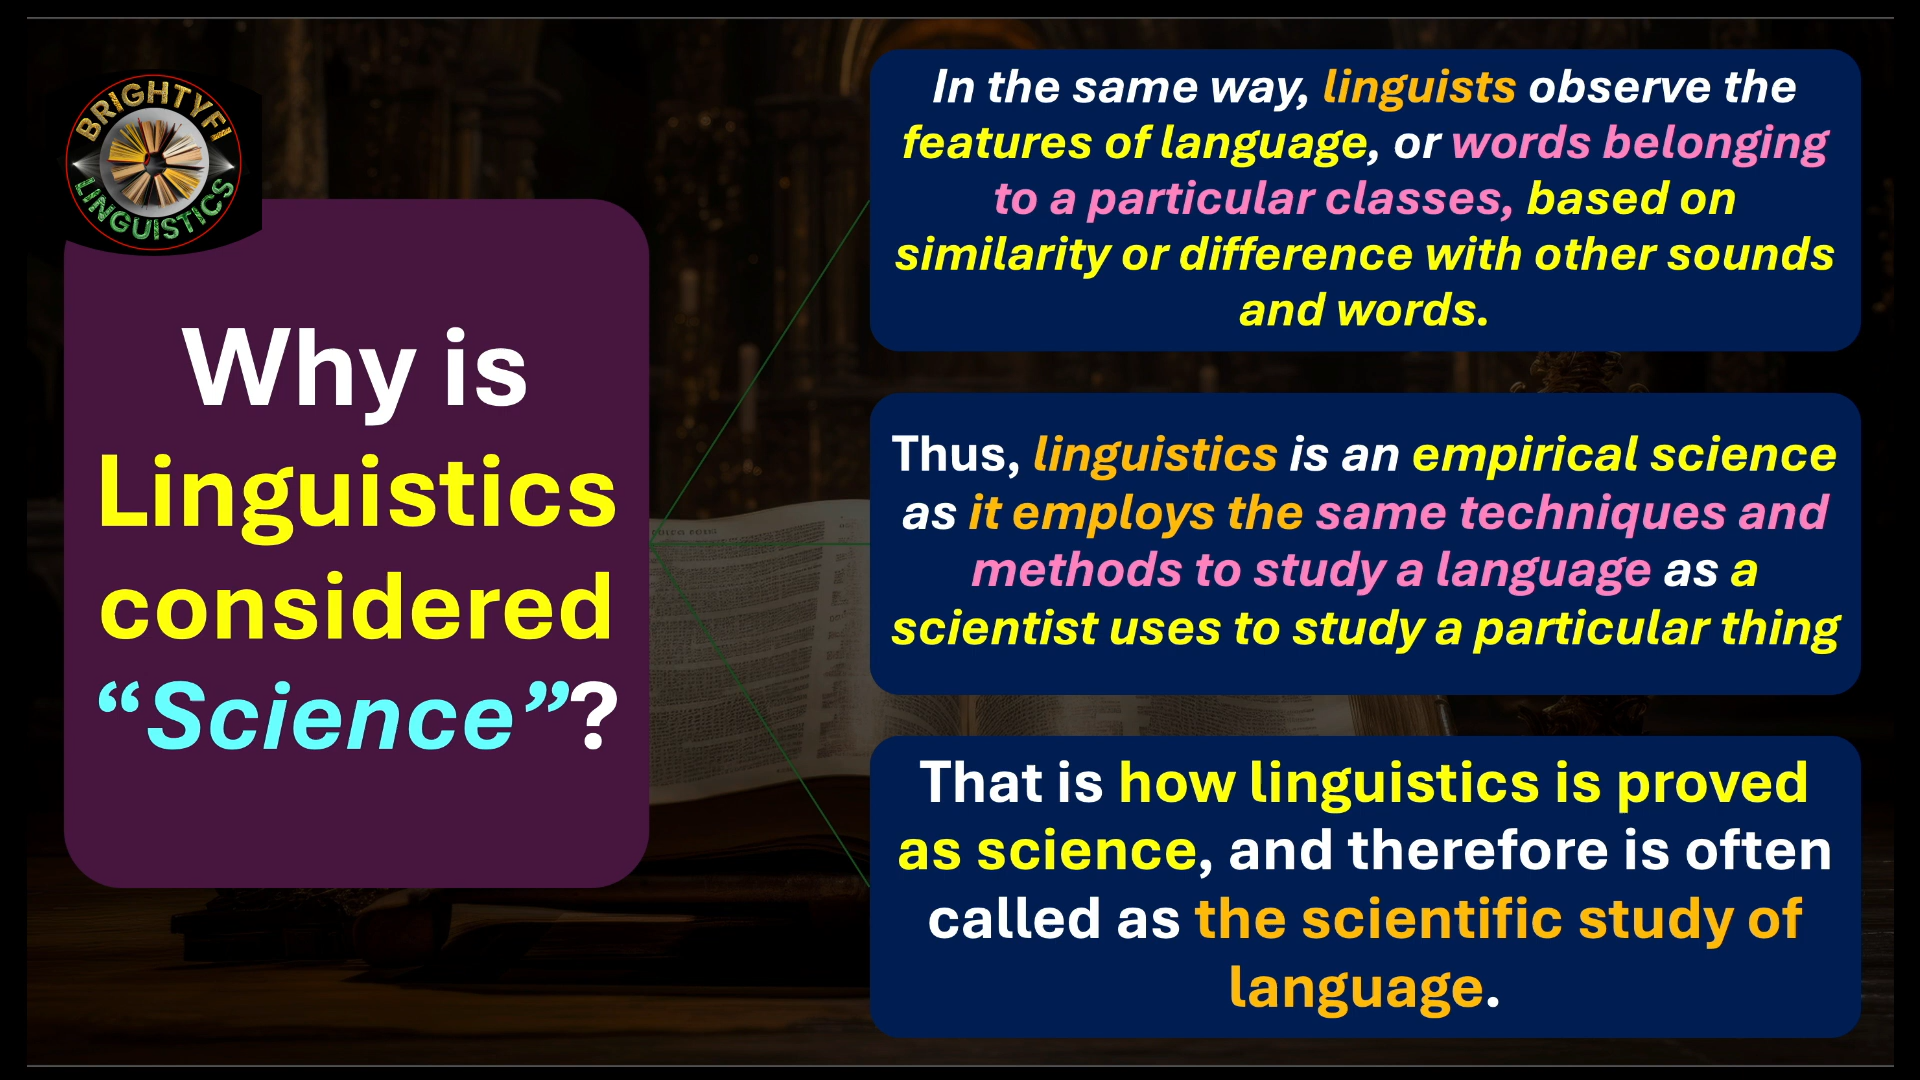 BRIGHTYFI
LINGUISTICS
Why is
Linguistics
considered
“Science”?
In the same way, linguists observe the
features of language, or words belonging
to a particular classes, based on
similarity or difference with other sounds
and words.
Thus, linguistics is an empirical science
as it employs the same techniques and
methods to study a language as a
scientist uses to study a particular thing
That is how linguistics is proved
as science, and therefore is often
called as the scientific study of
language.